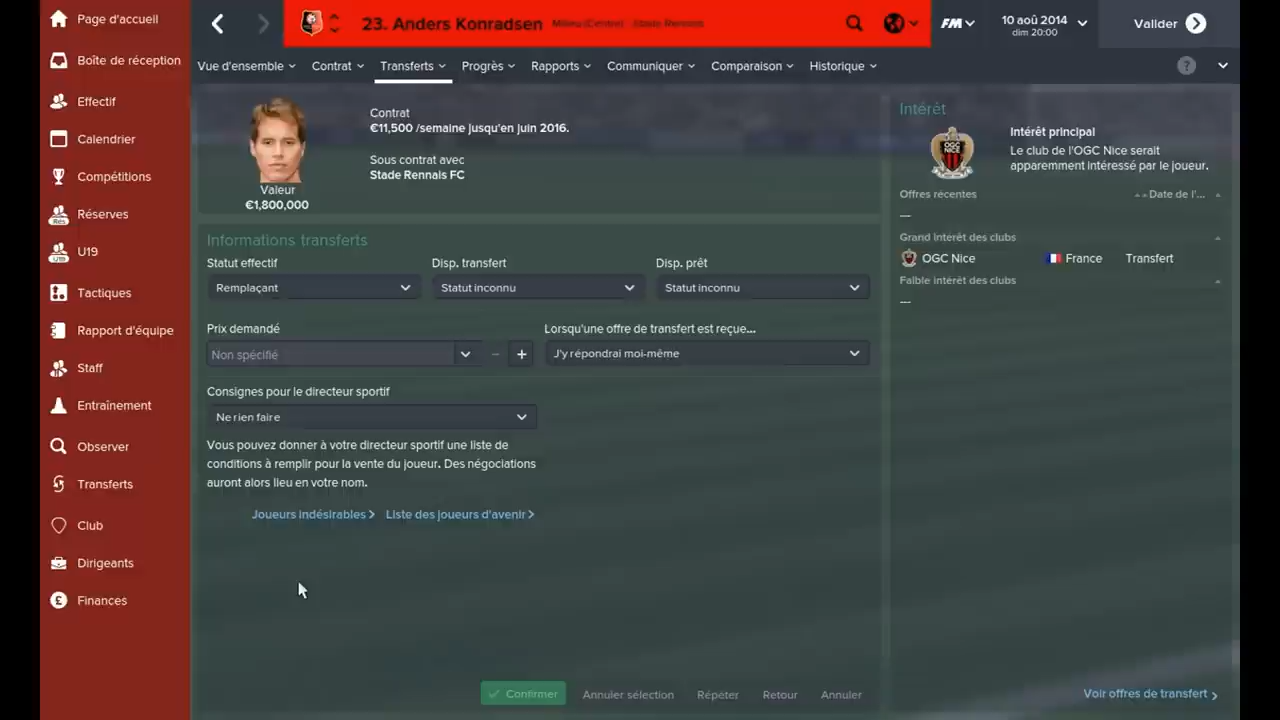 Page d'accueil
Boîte de réception
Effectif
Calendrier
Compétitions
Rés
Réserves
U19
U19
Tactiques
Rapport d'équipe
Staff
Entraînement
Observer
Transferts
Club
Dirigeants
£ Finances
23. Anders Konradsen Milieu (Centre) - Stade Rennais
FM
10 aoû 2014
dim 20:00
Valider
Vue d'ensemble
Contrat
Transferts
Progrès
Rapports
Communiquer
Comparaison
Historique
?
Valeur
€1,800,000
Contrat
€11,500 /semaine jusqu'en juin 2016.
Sous contrat avec
Stade Rennais FC
Informations transferts
Statut effectif
Disp. transfert
Disp. prêt
Remplaçant
Statut inconnu
Statut inconnu
Prix demandé
Lorsqu'une offre de transfert est reçue...
Non spécifié
- +
J'y répondrai moi-même
Consignes pour le directeur sportif
Ne rien faire
Vous pouvez donner à votre directeur sportif une liste de
conditions à remplir pour la vente du joueur. Des négociations
auront alors lieu en votre nom.
Joueurs indésirables >
Liste des joueurs d'avenir >
Confirmer
Annuler sélection
Répéter
Retour
Annuler
Intérêt
Intérêt principal
Le club de l'OGC Nice serait
apparemment intéressé par le joueur.
Offres récentes
Date de l'...
---
Grand intérêt des clubs
OGC Nice
France
Transfert
Faible intérêt des clubs
---
Voir offres de transfert >